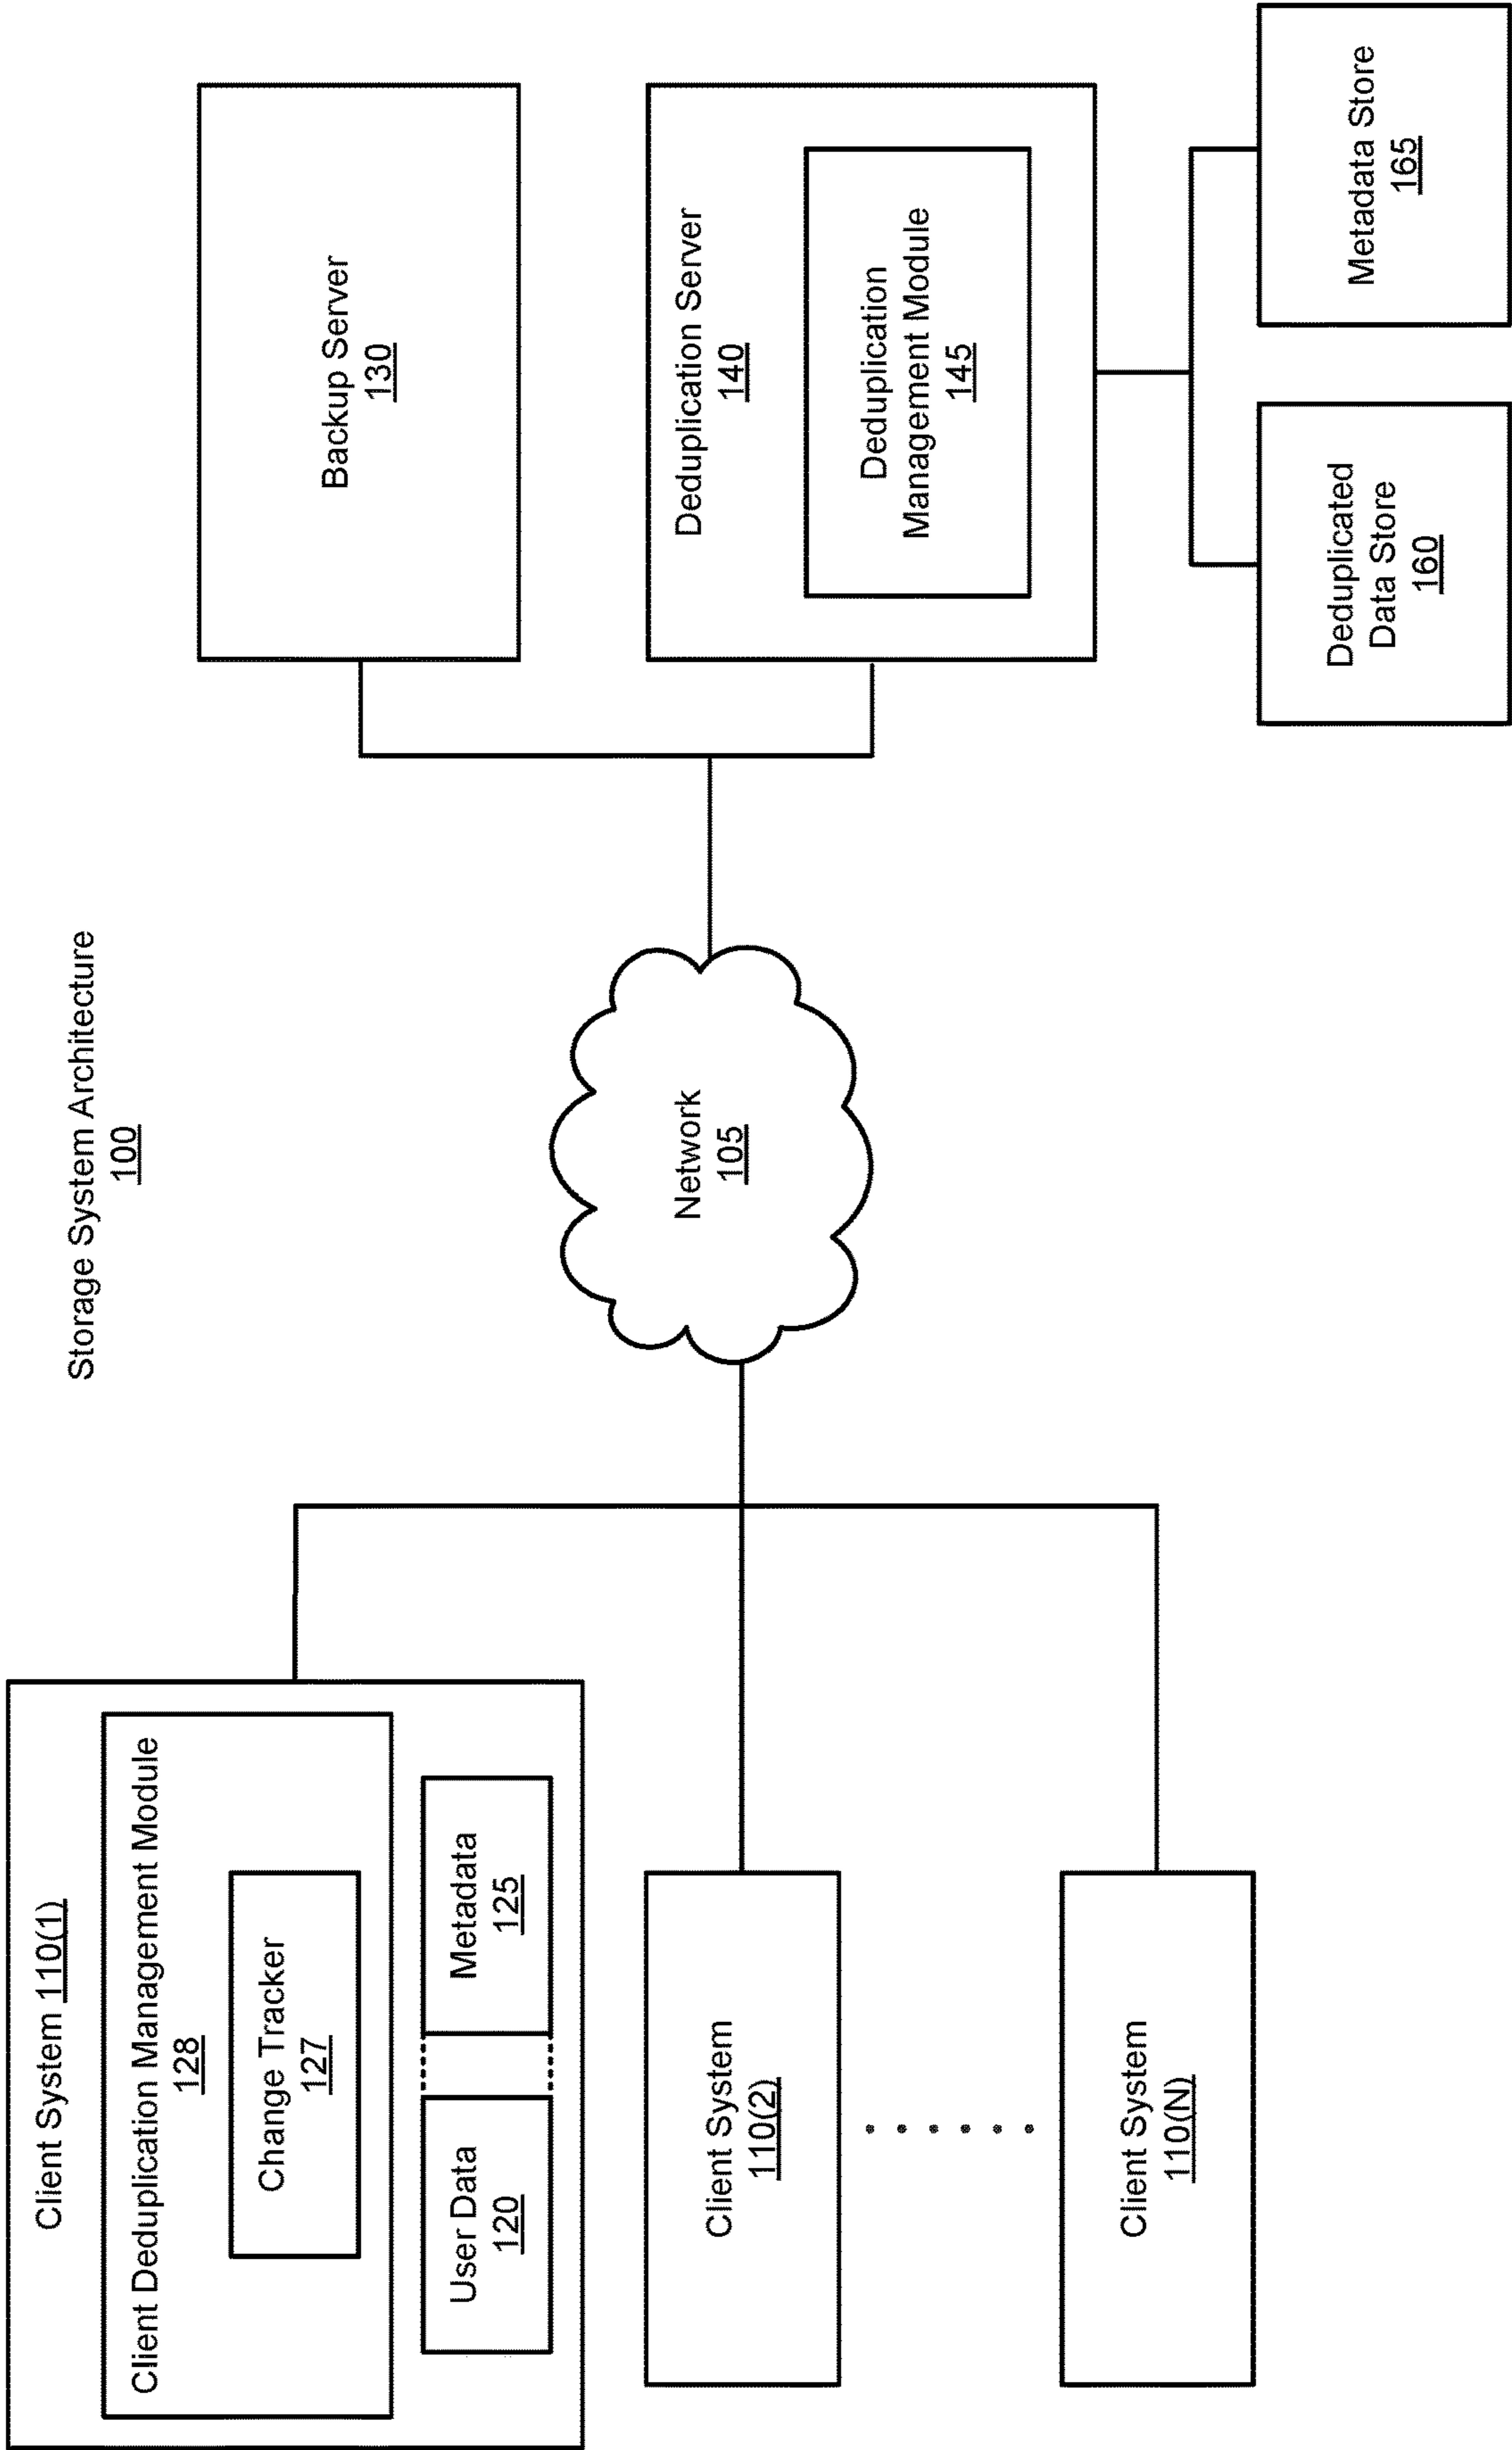 Storage System Architecture
100
Client System 110(1)
Client Deduplication Management Module
128
Change Tracker
127
User Data
120
Metadata
125
Client System
110(2)
Client System
110(N)
Network
105
Backup Server
130
Deduplication Server
140
Deduplication
Management Module
145
Deduplicated
Data Store
160
Metadata Store
165